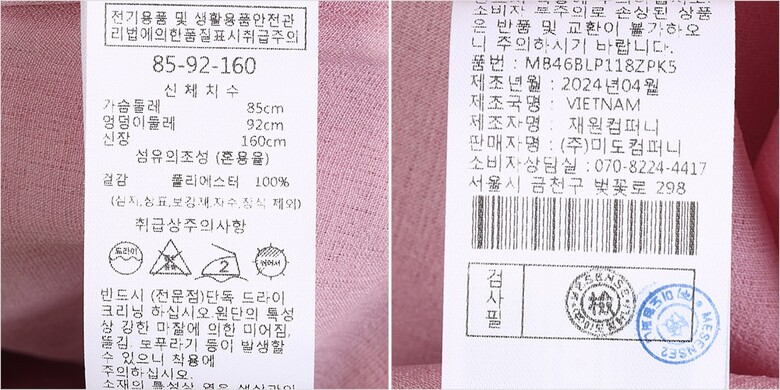 전기용품 및 생활용품안전관
리법에의한품질표시취급주의
85-92-160
신체치수
가슴둘레 85cm
엉덩이둘레 92cm
신장 160cm
섬유의조성 (혼용율)
겉감 폴리에스터 100%
(심지,상표,보강재,자수,장식 제외)
취급상주의사항
드라이
2
반드시 (전문점)단독 드라이
크리닝 하십시오.원단의 특성
상 강한 마찰에 의한 미어짐,
뜯김, 보푸라기 등이 발생할
수 있으니 착용에
주의하십시오.
소비자 부주의로 손상된 상품
은 반품 및 교환이 불가하오
니 주의하시기 바랍니다.
품번 : MB46BLP118ZPK5
제조년월 : 2024년04월
제조국명 : VIETNAM
제조자명 : 재원컴퍼니
판매자명 : (주)미도컴퍼니
소비자상담실 : 070-8224-4417
서울시 금천구 벚꽃로 298
검사필